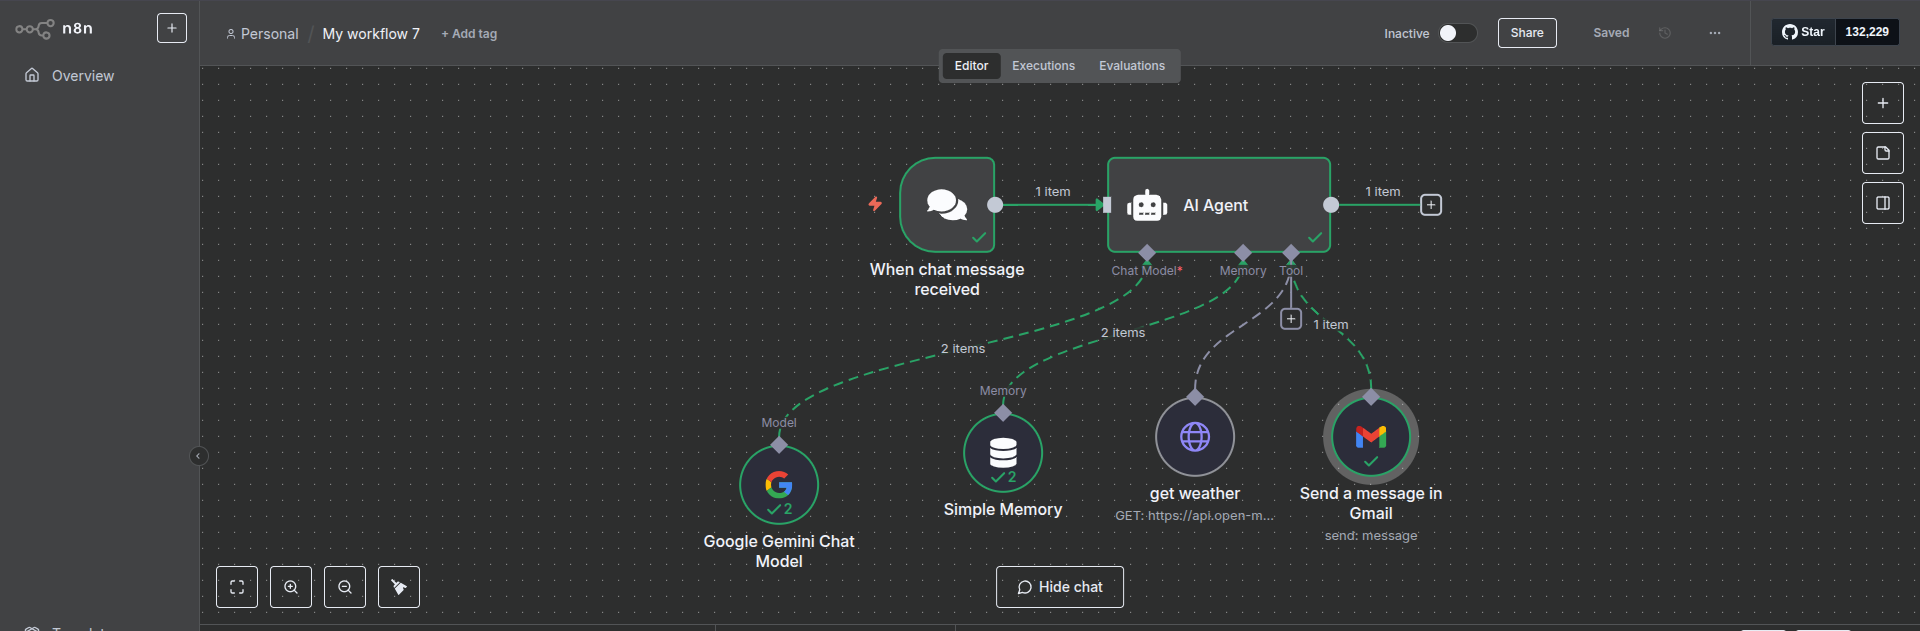 n8n
Personal / My workflow 7 + Add tag
Inactive
Share
Saved
Star 132,229
Editor Executions Evaluations
Overview
1 item
1 item
AI Agent
When chat message
received
Chat Model*
Memory
Tool
1 item
2 items
2 items
Memory
Model
2
2
get weather
GET: https://api.open-m...
Send a message in
Gmail
send: message
Simple Memory
Google Gemini Chat
Model
Hide chat